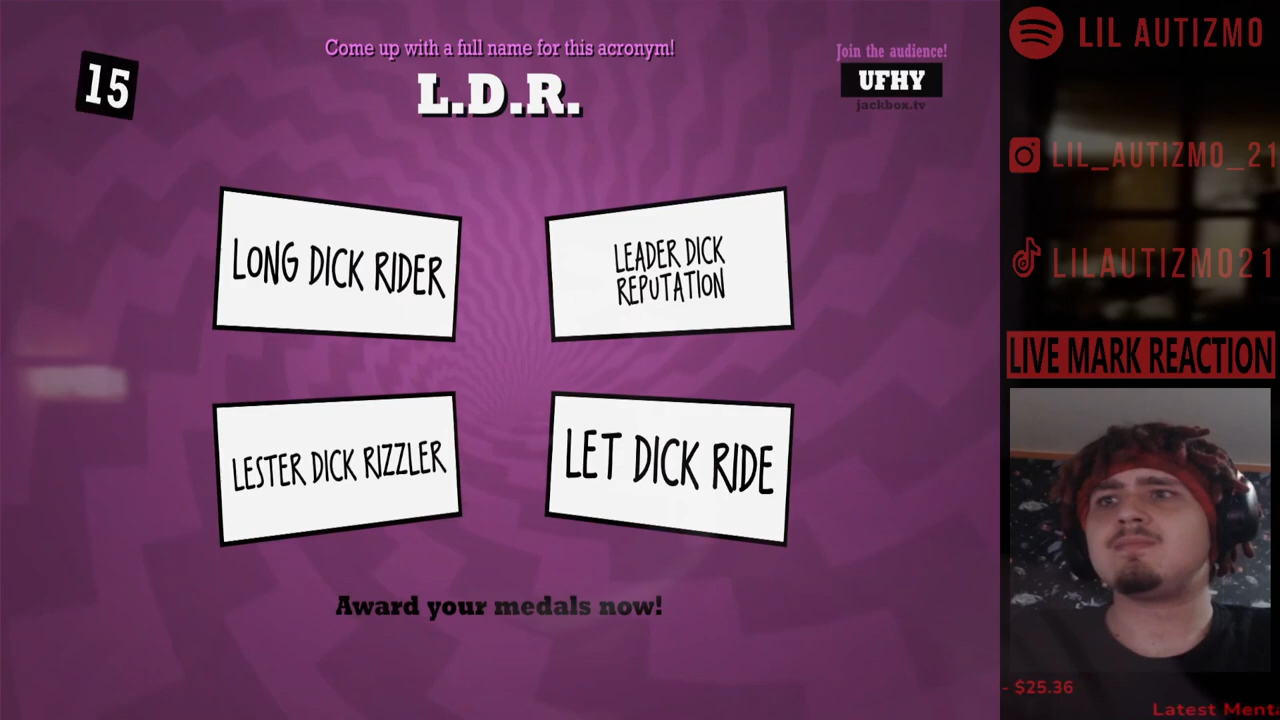 15
Come up with a full name for this acronym!
L.D.R.
Join the audience!
UFHY
jackbox.tv
LONG DICK RIDER
LEADER DICK
REPUTATION
LESTER DICK RIZZLER
LET DICK RIDE
Award your medals now!
LIL AUTIZMO
LIL_AUTIZMO_21
LILAUTIZMO21
LIVE MARK REACTION
- $25.36
Latest Ment